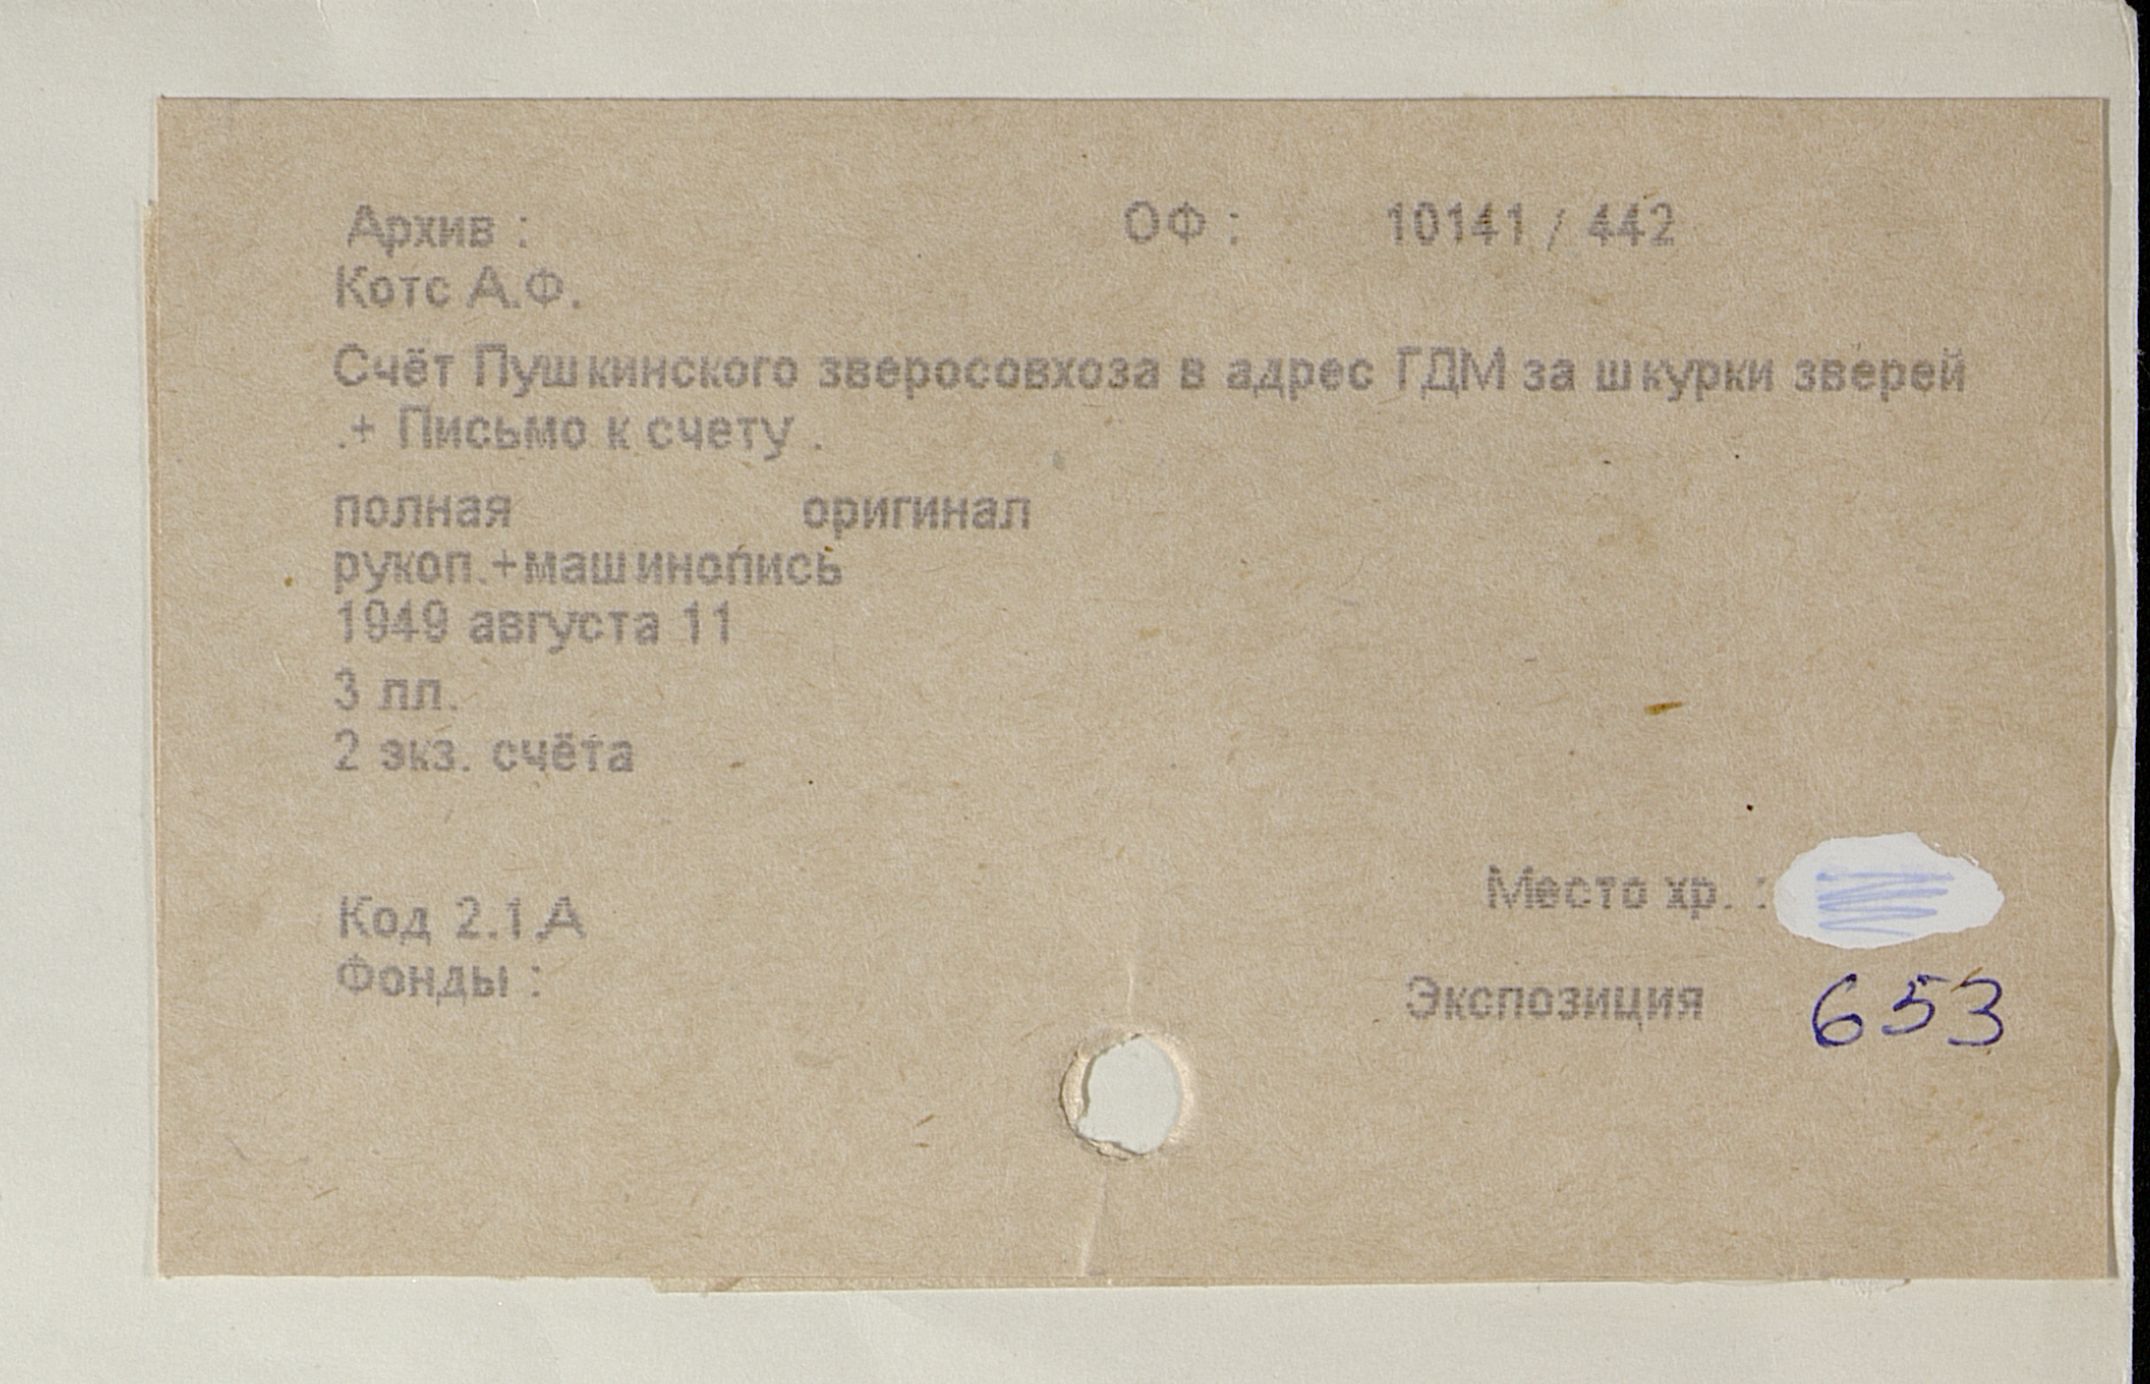 Архив : ОФ : 10141 / 442
Котс А.Ф.
Счёт Пушкинского зверосовхоза в адрес ГДМ за шкурки зверей
.+ Письмо к счету .
полная оригинал
рукоп.+машинопись
1949 августа 11
3 лл.
2 экз. счёта
Место хр. :
Код 2.1.А
Фонды :
Экспозиция 653